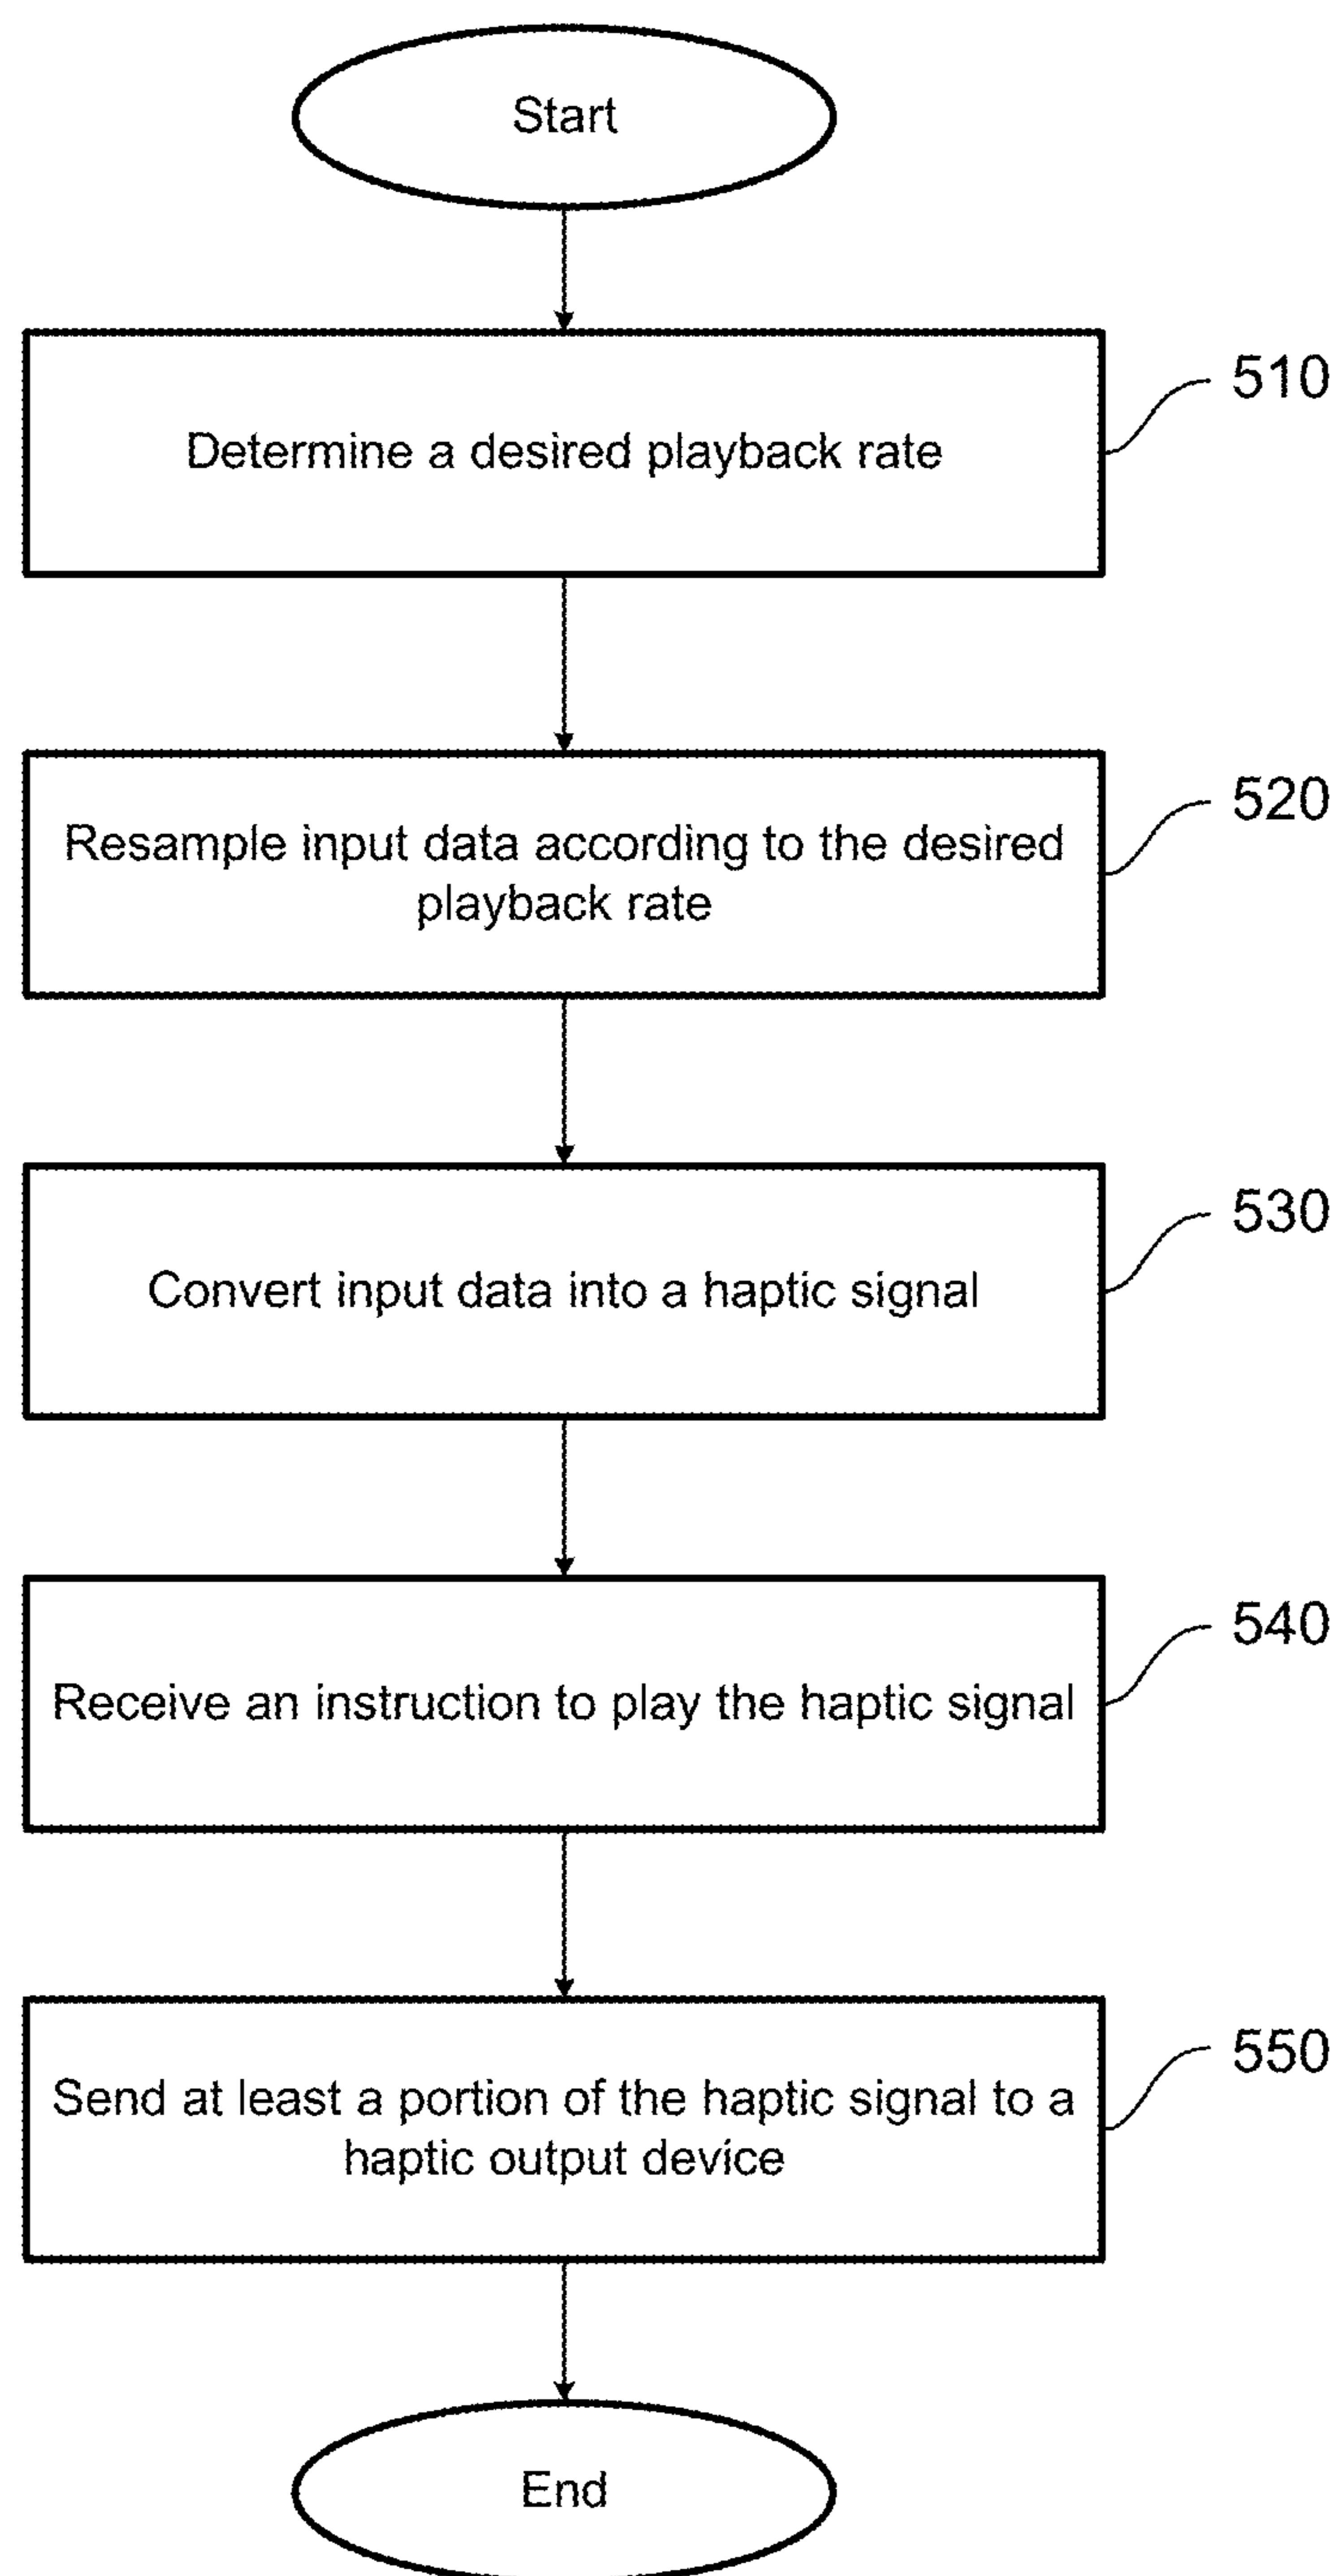 Start
510
Determine a desired playback rate
520
Resample input data according to the desired
playback rate
530
Convert input data into a haptic signal
540
Receive an instruction to play the haptic signal
550
Send at least a portion of the haptic signal to a
haptic output device
End